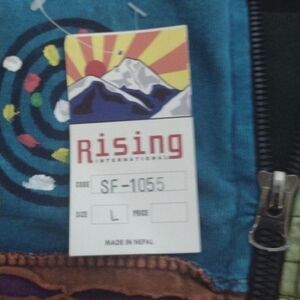 Rising
INTERNATIONAL
CODE SF-1055
SIZE L PRICE
MADE IN NEPAL